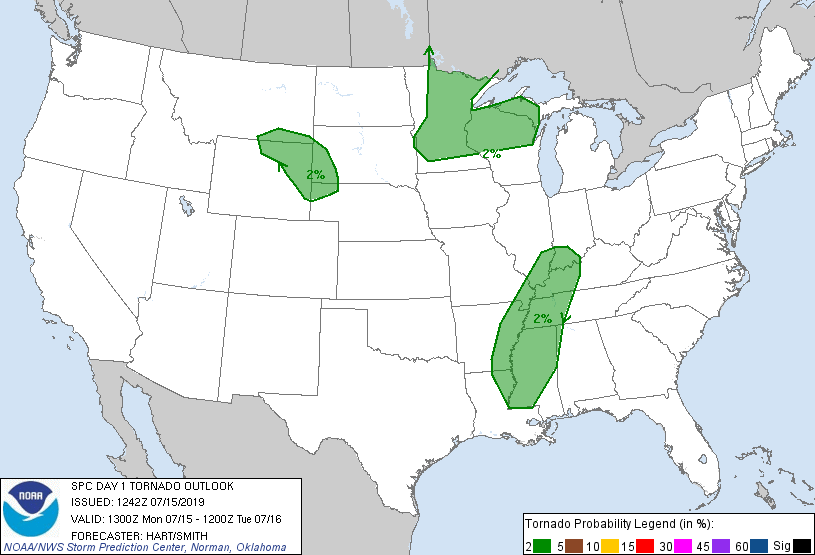 2%
2%
2%
NOAA
SPC DAY 1 TORNADO OUTLOOK
ISSUED: 1242Z 07/15/2019
VALID: 1300Z Mon 07/15 - 1200Z Tue 07/16
FORECASTER: HART/SMITH
NOAA/NWS Storm Prediction Center, Norman, Oklahoma
Tornado Probability Legend (in %):
2 5 10 15 30 45 60 Sig